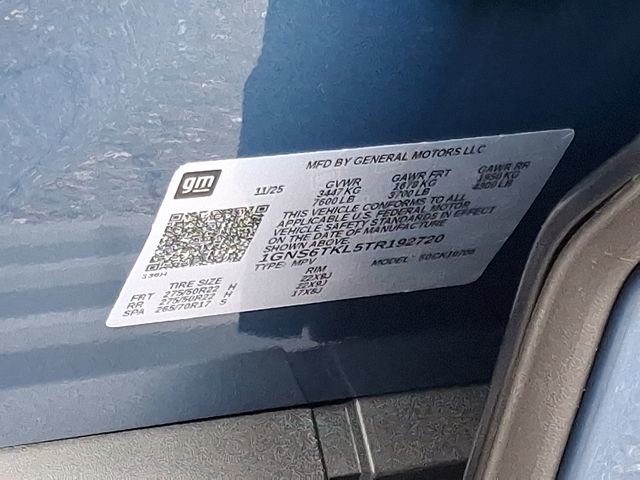 gm
MFD BY GENERAL MOTORS LLC
11/25 GVWR GAWR FRT GAWR RR
3447 KG 1678 KG 1950 KG
7600 LB 3700 LB 4300 LB
THIS VEHICLE CONFORMS TO ALL
APPLICABLE U.S. FEDERAL MOTOR
VEHICLE SAFETY STANDARDS IN EFFECT
ON THE DATE OF MANUFACTURE
SHOWN ABOVE.
1GNS6TKL5TR192720
TYPE: MPV MODEL:
TIRE SIZE RIM
FRT 275/50R22 H 22X9J
RR 275/50R22 H 22X9J
SPA 265/70R17 S 17X8J